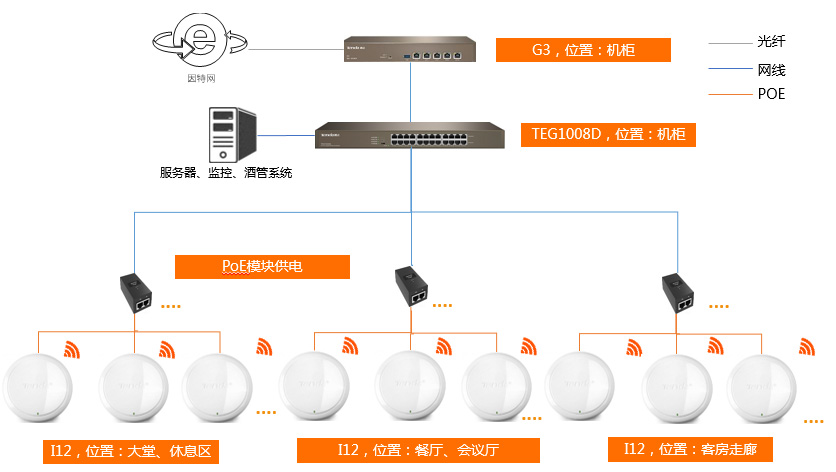 因特网
G3，位置：机柜
光纤
网线
POE
TEG1008D，位置：机柜
服务器、监控、酒管系统
PoE模块供电
I12，位置：大堂、休息区
I12，位置：餐厅、会议厅
I12，位置：客房走廊